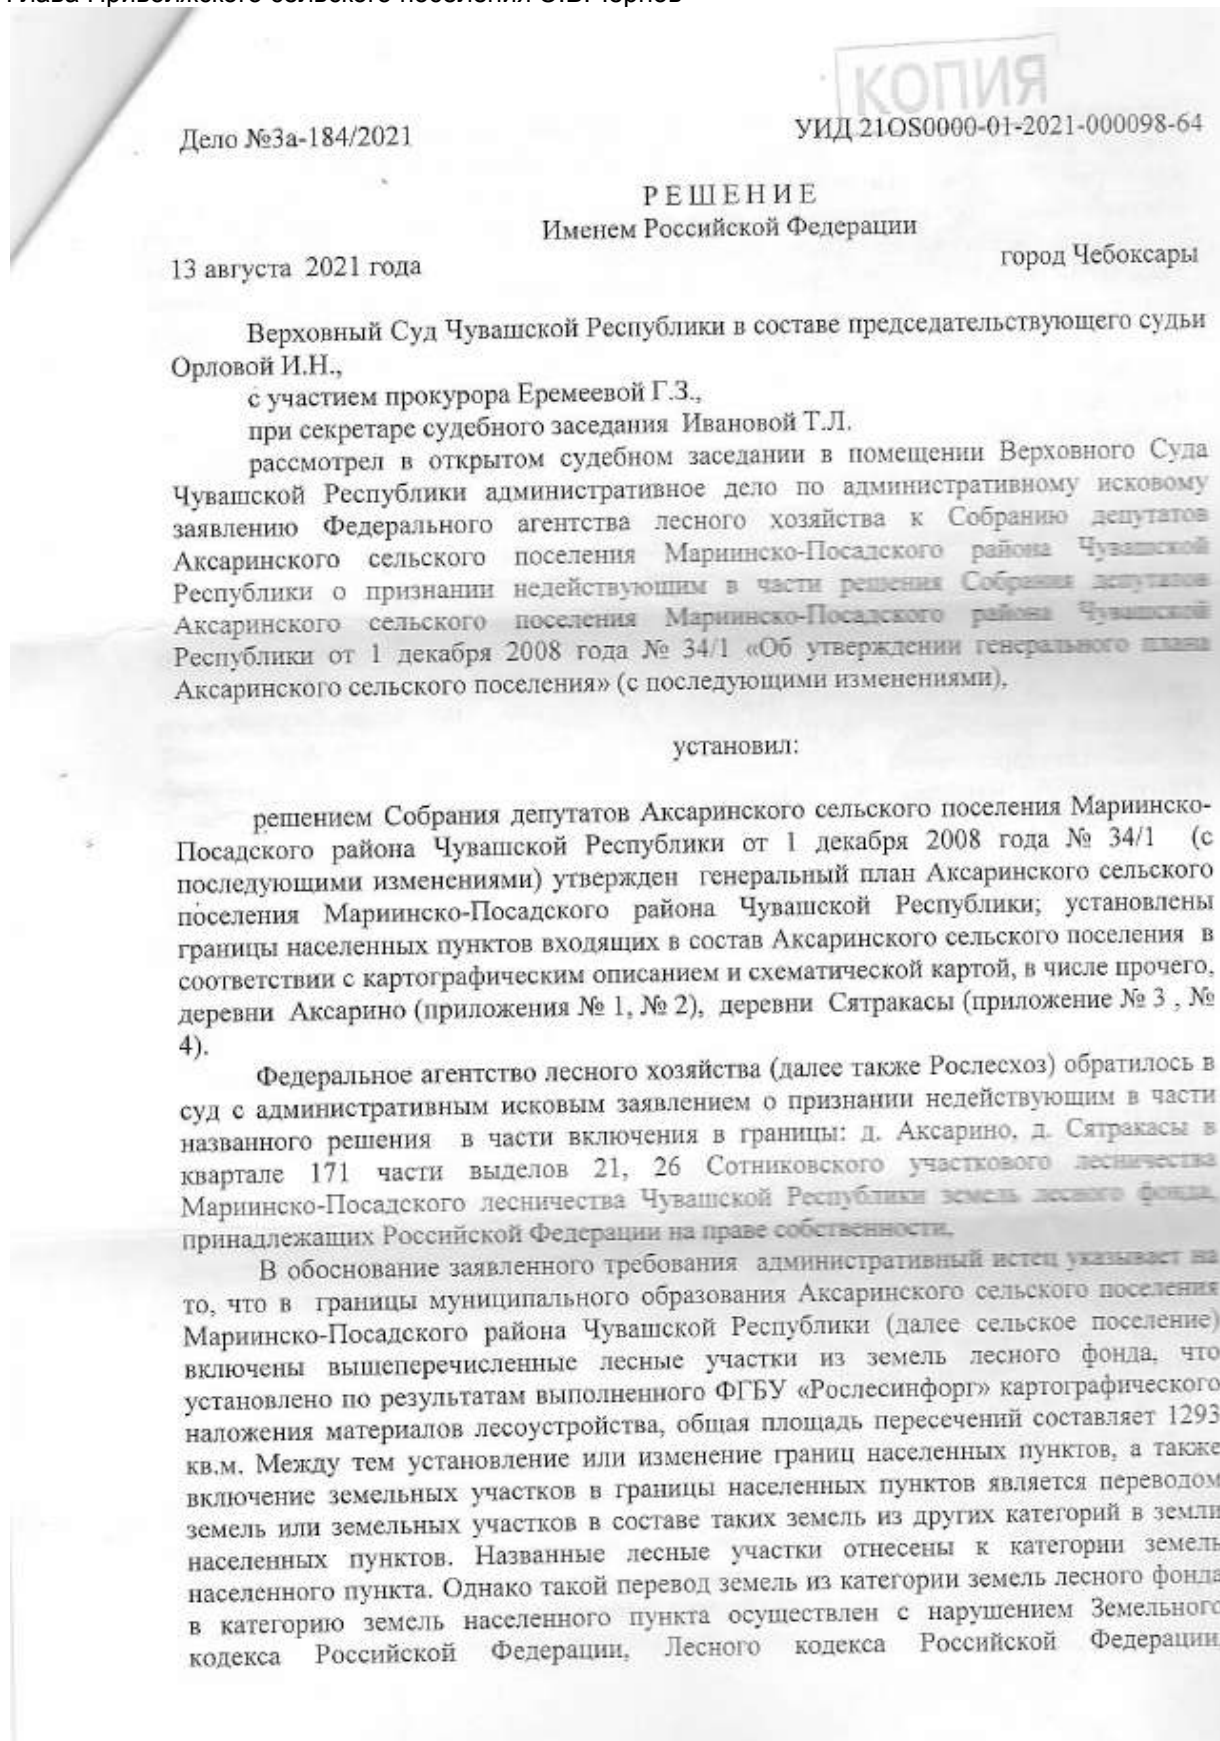 КОПИЯ
Дело №3а-184/2021
УИД 21OS0000-01-2021-000098-64
РЕШЕНИЕ
Именем Российской Федерации
13 августа 2021 года
город Чебоксары
Верховный Суд Чувашской Республики в составе председательствующего судьи
Орловой И.Н.,
с участием прокурора Еремеевой Г.З.,
при секретаре судебного заседания Ивановой Т.Л.
рассмотрел в открытом судебном заседании в помещении Верховного Суда
Чувашской Республики административное дело по административному исковому
заявлению Федерального агентства лесного хозяйства к Собранию депутатов
Аксаринского сельского поселения Мариинско-Посадского района Чувашской
Республики о признании недействующим в части решения Собрания депутатов
Аксаринского сельского поселения Мариинско-Посадского района Чувашской
Республики от 1 декабря 2008 года № 34/1 «Об утверждении генерального плана
Аксаринского сельского поселения» (с последующими изменениями),
установил:
решением Собрания депутатов Аксаринского сельского поселения Мариинско-
Посадского района Чувашской Республики от 1 декабря 2008 года № 34/1 (с
последующими изменениями) утвержден генеральный план Аксаринского сельского
поселения Мариинско-Посадского района Чувашской Республики; установлены
границы населенных пунктов входящих в состав Аксаринского сельского поселения в
соответствии с картографическим описанием и схематической картой, в числе прочего,
деревни Аксарино (приложения № 1, № 2), деревни Сятракасы (приложение № 3 , №
4).
Федеральное агентство лесного хозяйства (далее также Рослесхоз) обратилось в
суд с административным исковым заявлением о признании недействующим в части
названного решения в части включения в границы: д. Аксарино, д. Сятракасы в
квартале 171 части выделов 21, 26 Сотниковского участкового лесничества
Мариинско-Посадского лесничества Чувашской Республики земель лесного фонда,
принадлежащих Российской Федерации на праве собственности.
В обоснование заявленного требования административный истец указывает на
то, что в границы муниципального образования Аксаринского сельского поселения
Мариинско-Посадского района Чувашской Республики (далее сельское поселение)
включены вышеперечисленные лесные участки из земель лесного фонда, что
установлено по результатам выполненного ФГБУ «Рослесинфорг» картографического
наложения материалов лесоустройства, общая площадь пересечений составляет 1293
кв.м. Между тем установление или изменение границ населенных пунктов, а также
включение земельных участков в границы населенных пунктов является переводом
земель или земельных участков в составе таких земель из других категорий в земли
населенных пунктов. Названные лесные участки отнесены к категории земель
населенного пункта. Однако такой перевод земель из категории земель лесного фонда
в категорию земель населенного пункта осуществлен с нарушением Земельного
кодекса Российской Федерации, Лесного кодекса Российской Федерации